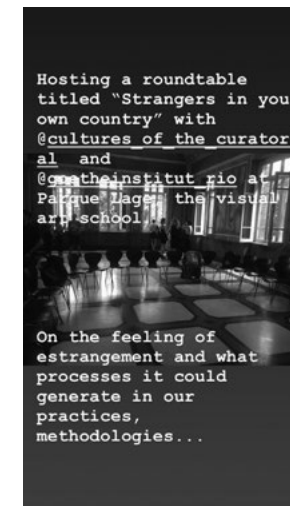 Hosting a roundtable
titled “Strangers in you
own country” with
@cultures_of_the_curator
al and
@goetheinstitut_rio at
Parque Lage, the visual
art school.
On the feeling of
estrangement and what
processes it could
generate in our
practices,
methodologies...